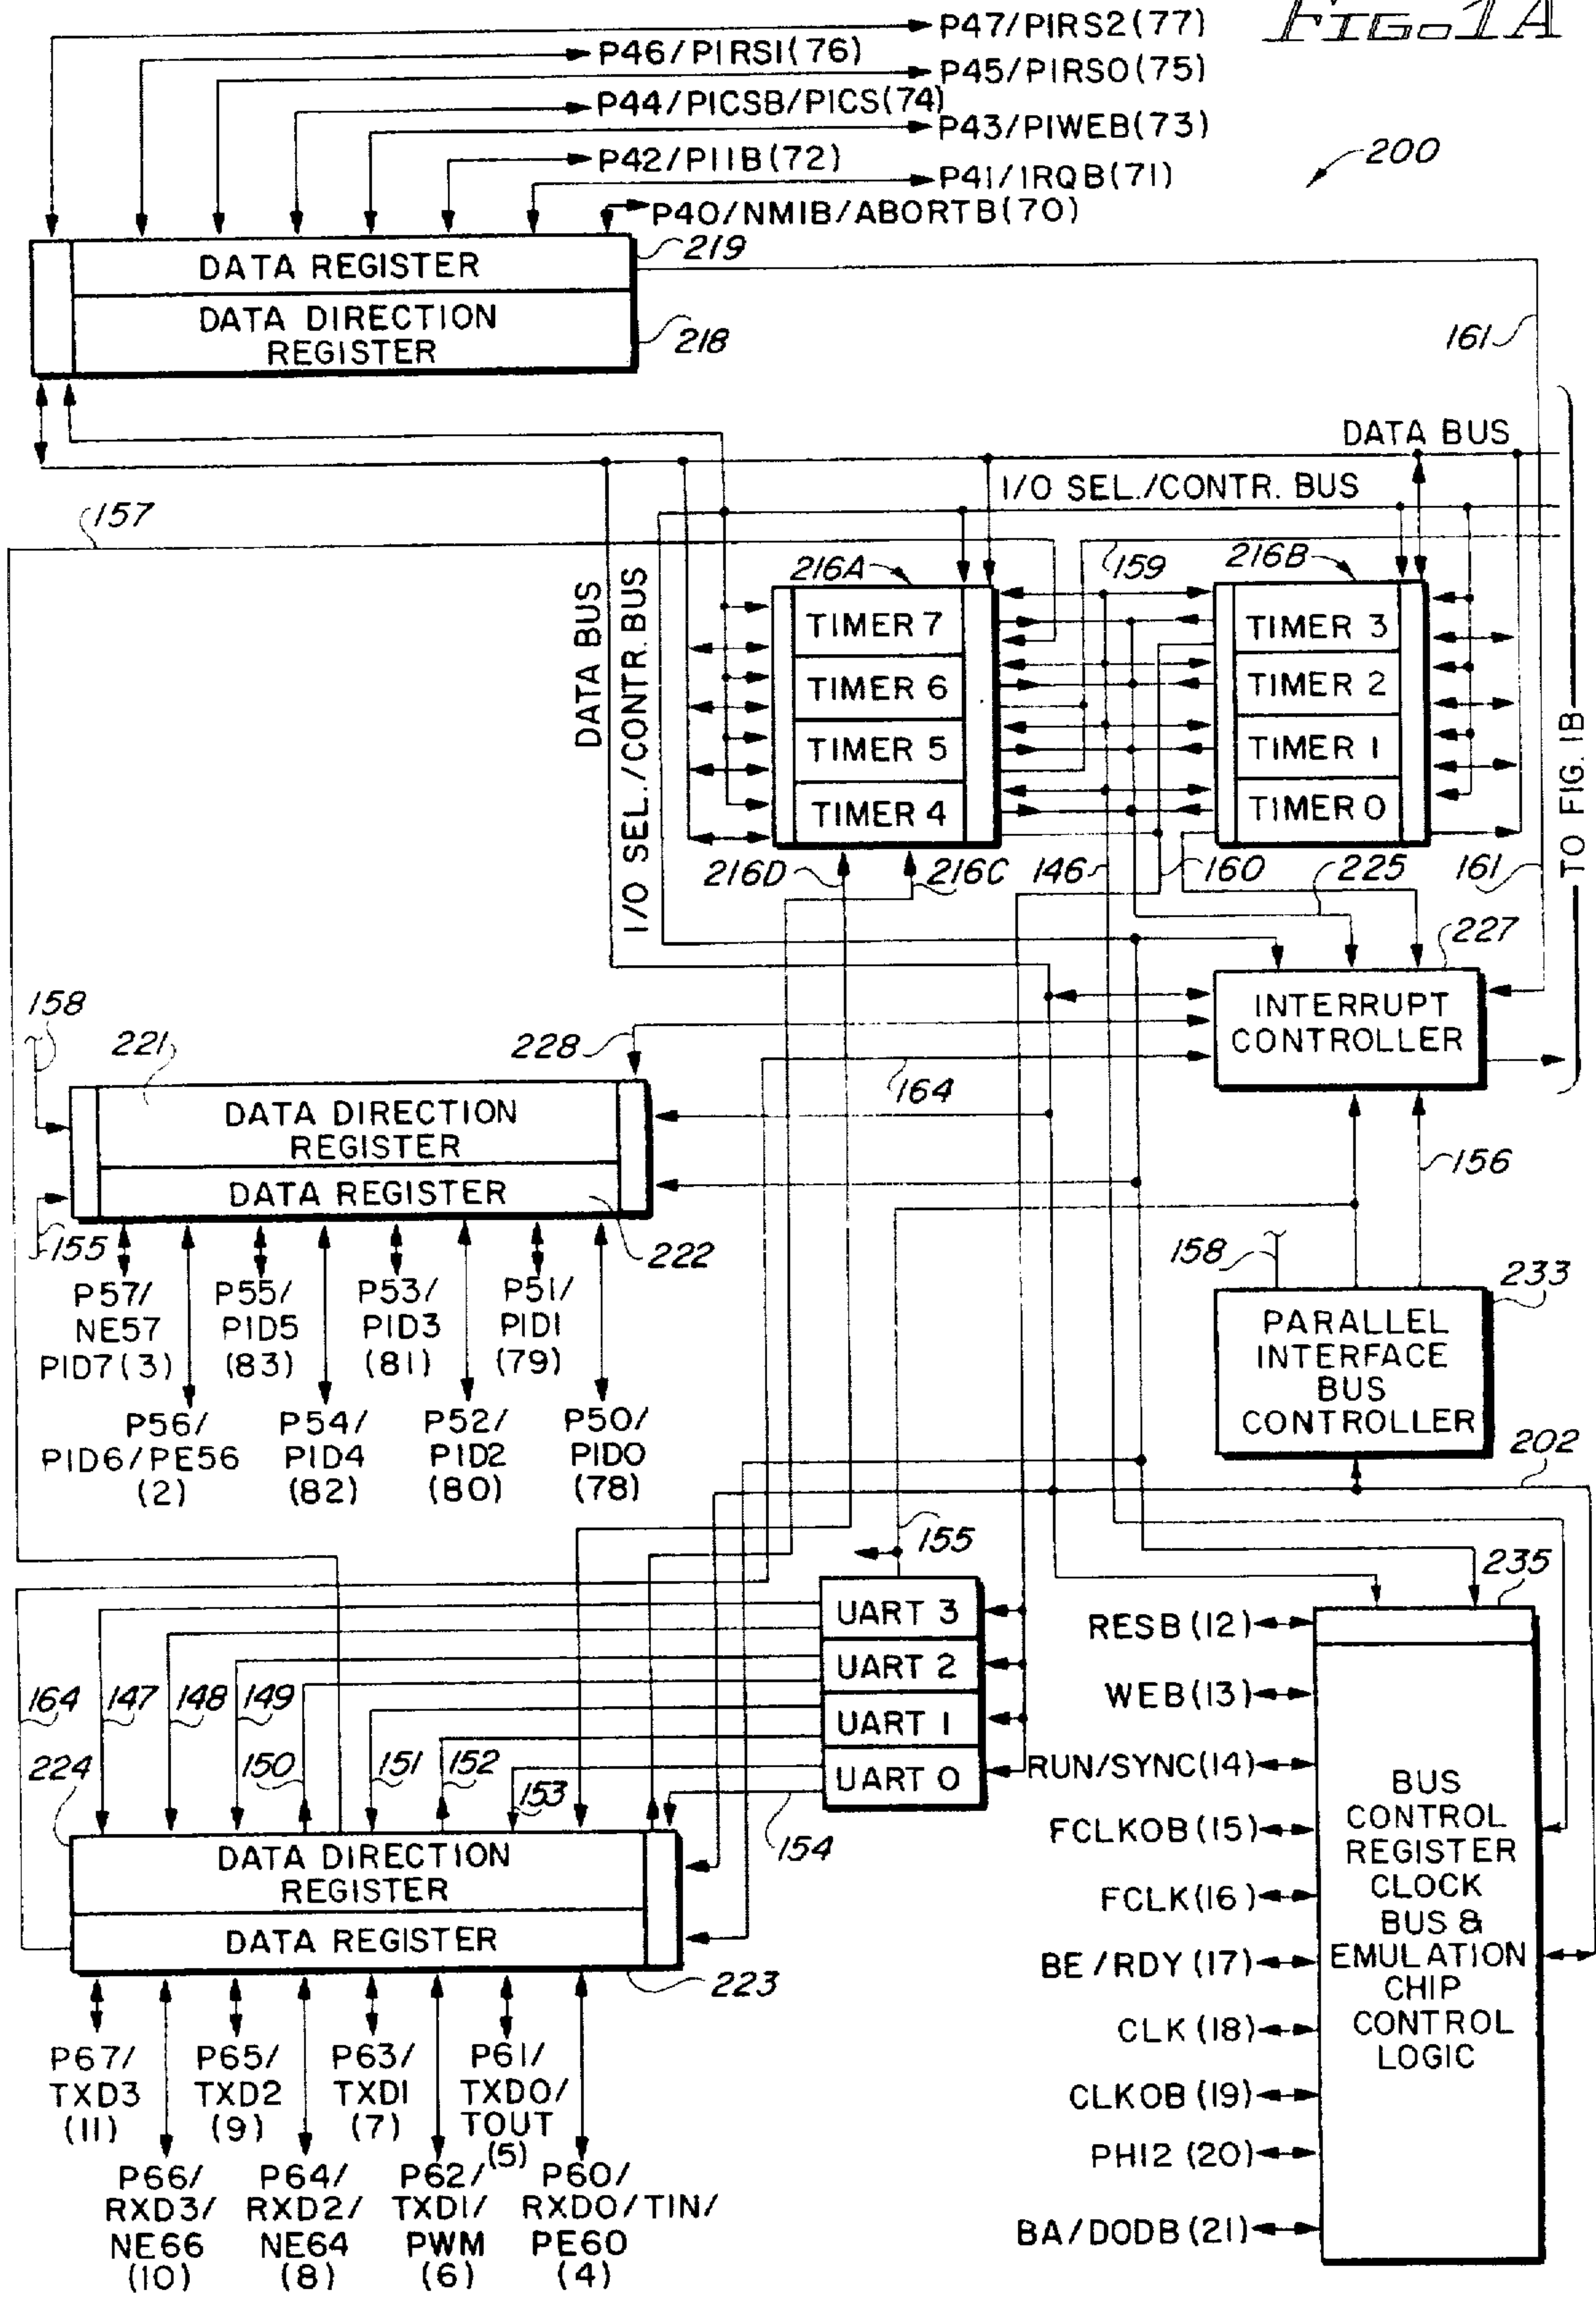 FIG. 1A
P47/PIRS2(77)
P46/PIRSI(76)
P45/PIRSO(75)
P44/PICSB/PICS(74)
P43/PIWEB(73)
P42/PIIB(72)
P41/IRQB(71)
P40/NMIB/ABORTB(70)
200
219
DATA REGISTER
DATA DIRECTION
REGISTER
218
161
DATA BUS
I/O SEL./CONTR. BUS
157
DATA BUS
I/O SEL./CONTR. BUS
216A
159
216B
TIMER 7
TIMER 6
TIMER 5
TIMER 4
TIMER 3
TIMER 2
TIMER 1
TIMER 0
TO FIG. 1B
216D
216C
146
160
225
161
227
INTERRUPT
CONTROLLER
158
221
228
164
DATA DIRECTION
REGISTER
DATA REGISTER
155
222
156
P57/
NE57
PID7(3)
P55/
PID5
(83)
P53/
PID3
(81)
P51/
PID1
(79)
P56/
PID6/PE56
(2)
P54/
PID4
(82)
P52/
PID2
(80)
P50/
PIDO
(78)
158
233
PARALLEL
INTERFACE
BUS
CONTROLLER
202
155
235
UART 3
UART 2
UART 1
UART 0
164
147
148
149
150
151
152
153
154
224
DATA DIRECTION
REGISTER
DATA REGISTER
223
P67/
TXD3
(11)
P65/
TXD2
(9)
P63/
TXD1
(7)
P61/
TXDO/
TOUT
(5)
P66/
RXD3/
NE66
(10)
P64/
RXD2/
NE64
(8)
P62/
TXD1/
PWM
(6)
P60/
RXDO/TIN/
PE60
(4)
RESB (12)
WEB (13)
RUN/SYNC(14)
FCLKOB (15)
FCLK(16)
BE/RDY (17)
CLK (18)
CLKOB (19)
PHI2 (20)
BA/DODB (21)
BUS
CONTROL
REGISTER
CLOCK
BUS &
EMULATION
CHIP
CONTROL
LOGIC